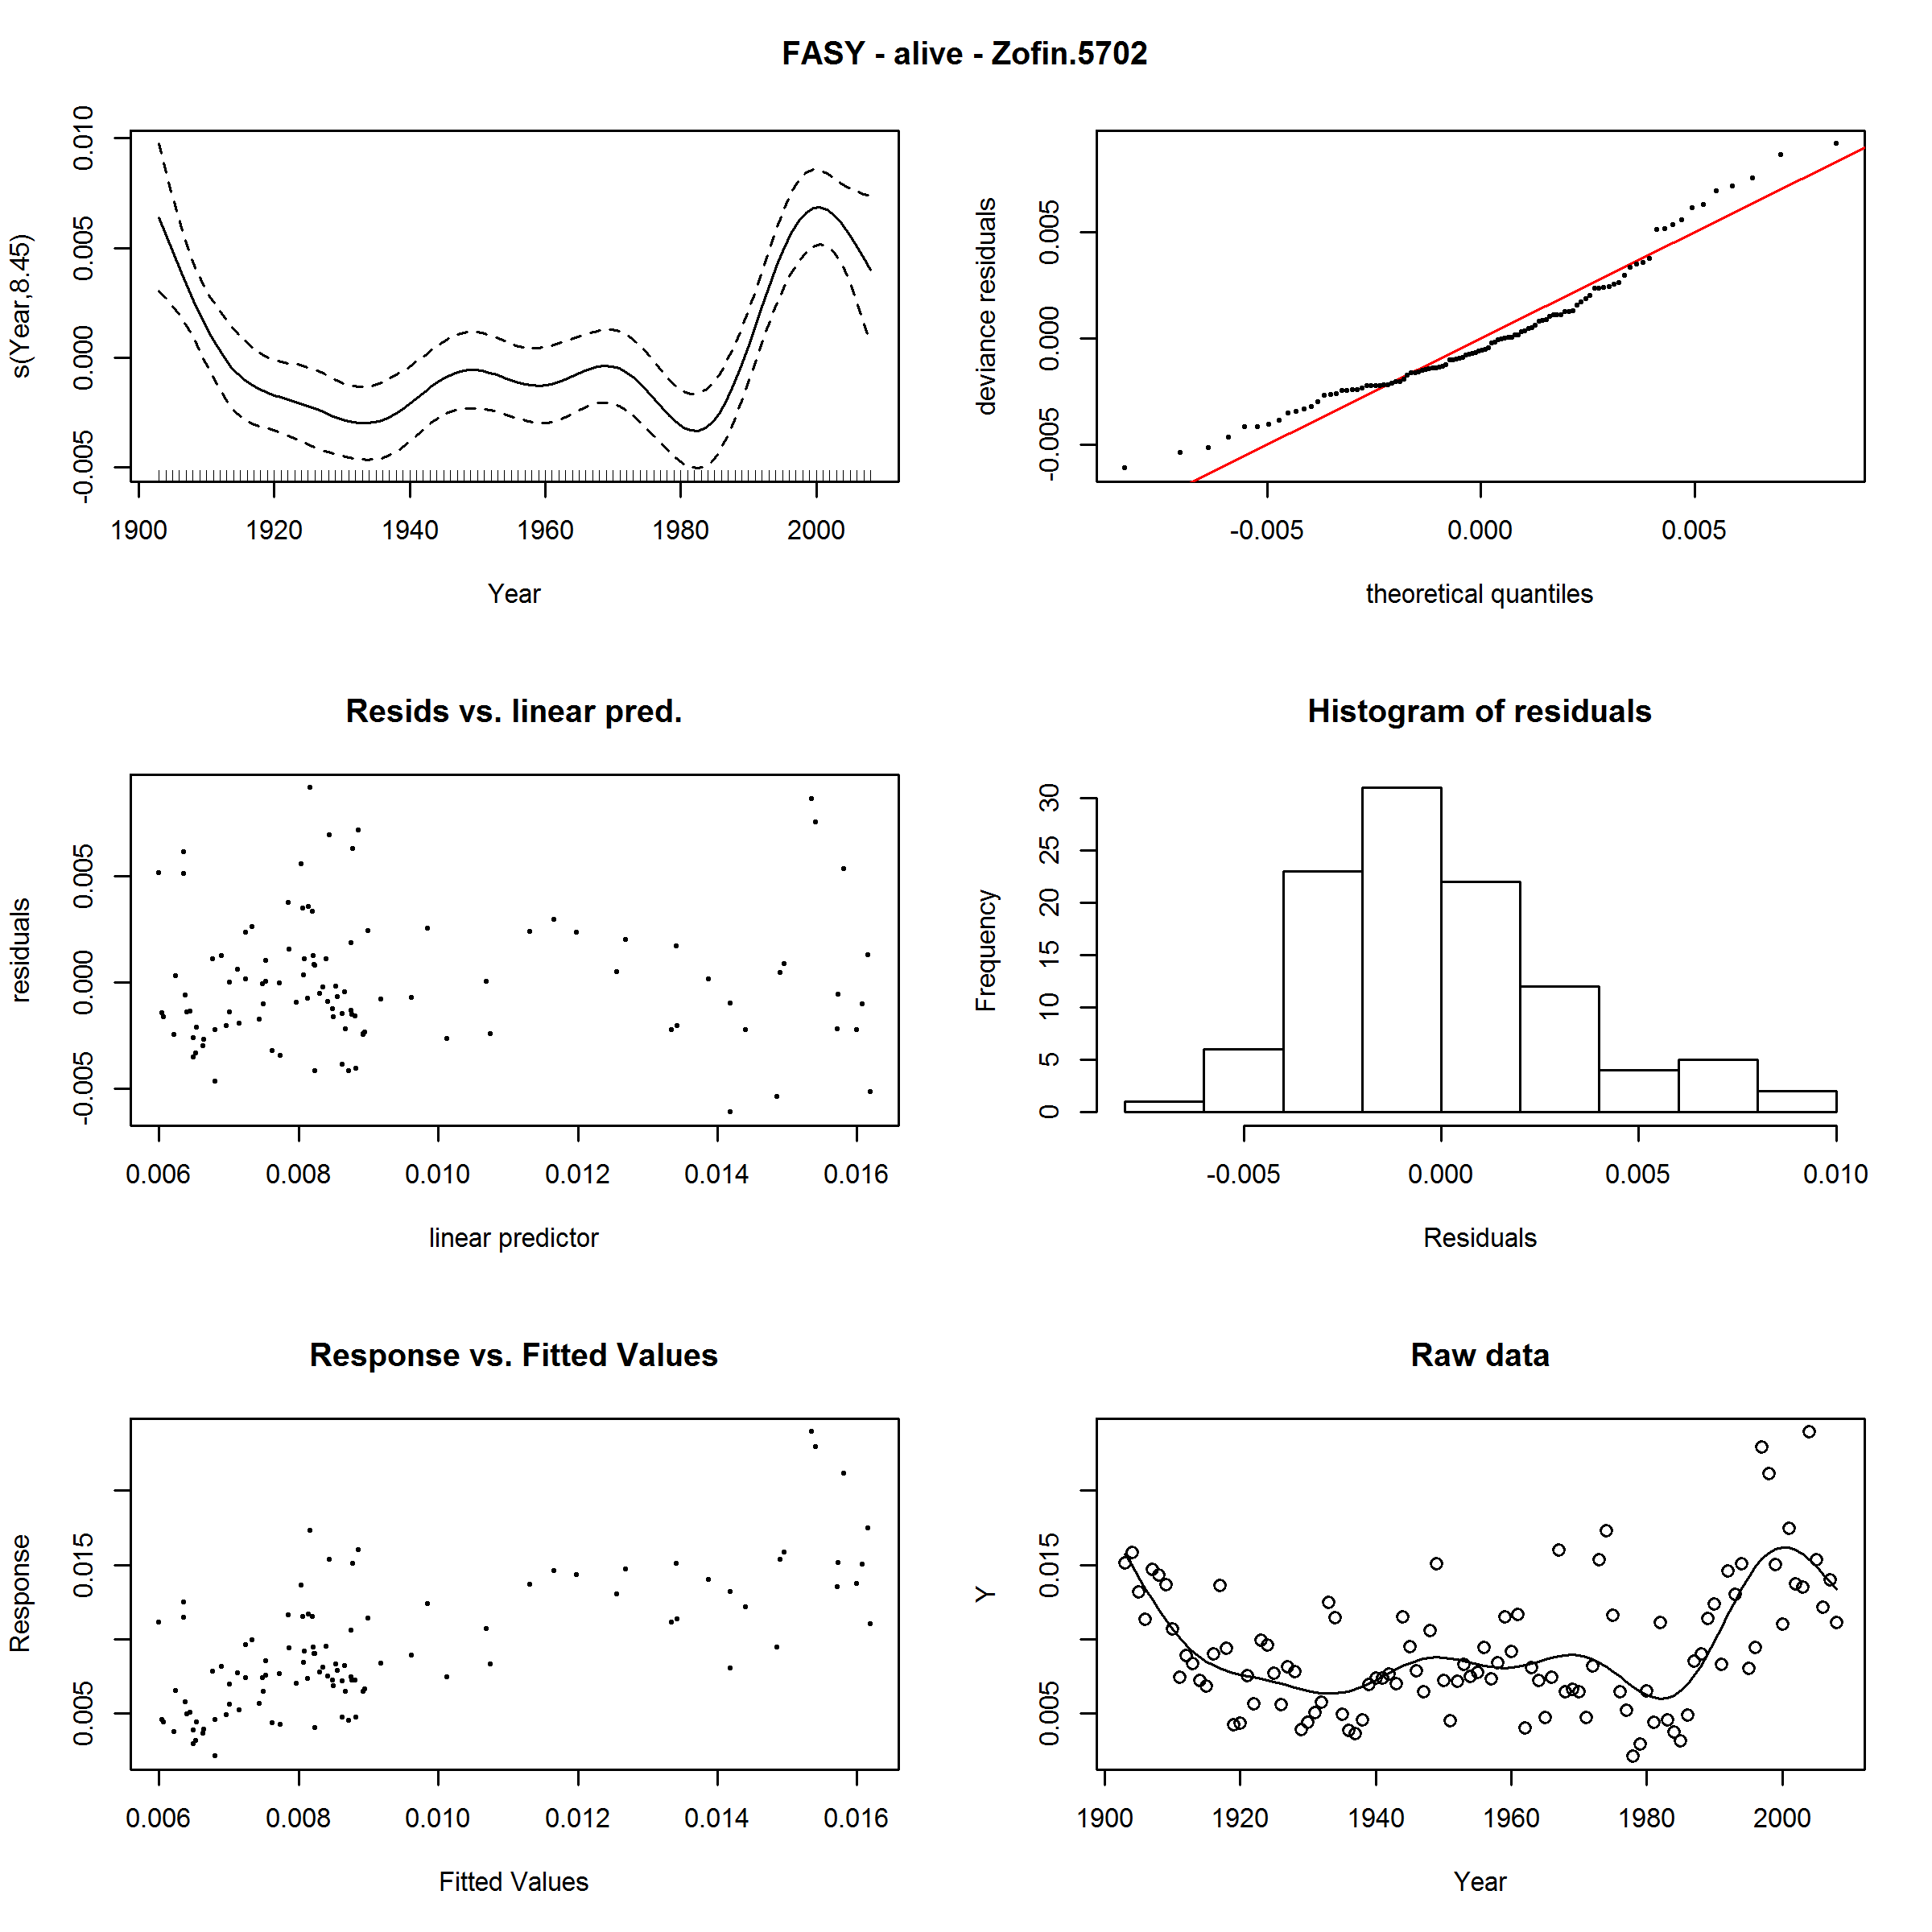 FASY - alive - Zofin.5702
s(Year,8.45)
-0.005 0.000 0.005 0.010
1900 1920 1940 1960 1980 2000
Year
deviance residuals
-0.005 0.000 0.005
-0.005 0.000 0.005
theoretical quantiles
Resids vs. linear pred.
residuals
-0.005 0.000 0.005
0.006 0.008 0.010 0.012 0.014 0.016
linear predictor
Histogram of residuals
Frequency
0 5 10 15 20 25 30
-0.005 0.000 0.005 0.010
Residuals
Response vs. Fitted Values
Response
0.005 0.015
0.006 0.008 0.010 0.012 0.014 0.016
Fitted Values
Raw data
Y
0.005 0.015
1900 1920 1940 1960 1980 2000
Year